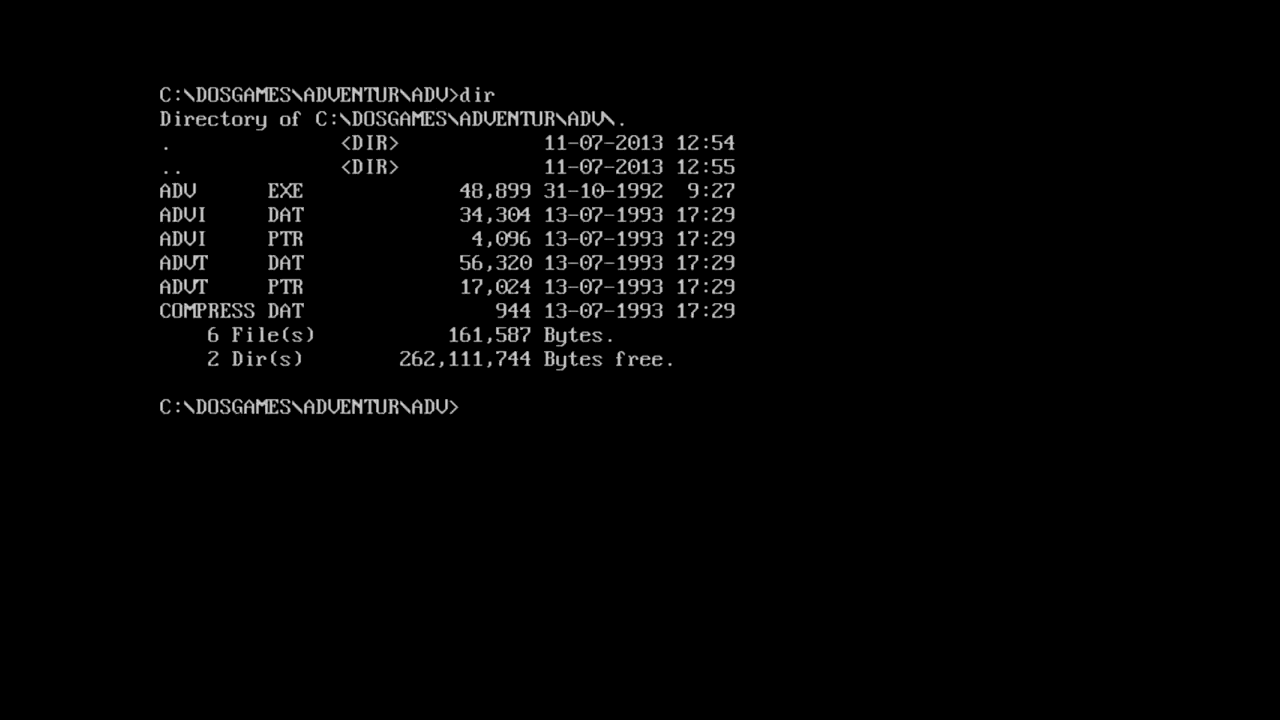 C:\DOSGAMES\ADVENTUR\ADV>dir
Directory of C:\DOSGAMES\ADVENTUR\ADV\.
.              <DIR>            11-07-2013 12:54
..             <DIR>            11-07-2013 12:55
ADV      EXE             48,899 31-10-1992  9:27
ADVI     DAT             34,304 13-07-1993 17:29
ADVI     PTR              4,096 13-07-1993 17:29
ADVT     DAT             56,320 13-07-1993 17:29
ADVT     PTR             17,024 13-07-1993 17:29
COMPRESS DAT                944 13-07-1993 17:29
    6 File(s)           161,587 Bytes.
    2 Dir(s)        262,111,744 Bytes free.
C:\DOSGAMES\ADVENTUR\ADV>